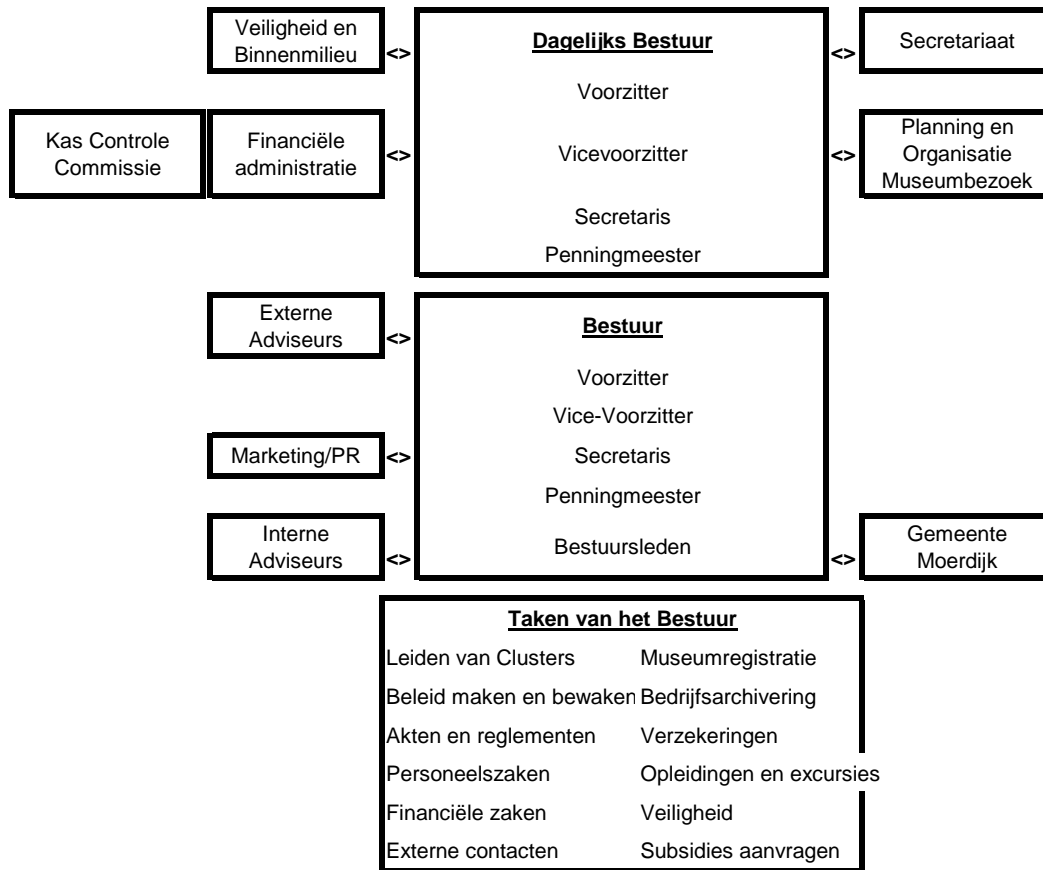 Veiligheid en
Binnenmilieu
<>
Dagelijks Bestuur
<>
Secretariaat
Voorzitter
Kas Controle
Commissie
Financiële
administratie
<>
Vicevoorzitter
<>
Planning en
Organisatie
Museumbezoek
Secretaris
Penningmeester
Externe
Adviseurs
<>
Bestuur
Voorzitter
Vice-Voorzitter
Marketing/PR
<>
Secretaris
Penningmeester
Interne
Adviseurs
<>
Bestuursleden
<>
Gemeente
Moerdijk
Taken van het Bestuur
Leiden van Clusters Museumregistratie
Beleid maken en bewaken Bedrijfsarchivering
Akten en reglementen Verzekeringen
Personeelszaken Opleidingen en excursies
Financiële zaken Veiligheid
Externe contacten Subsidies aanvragen